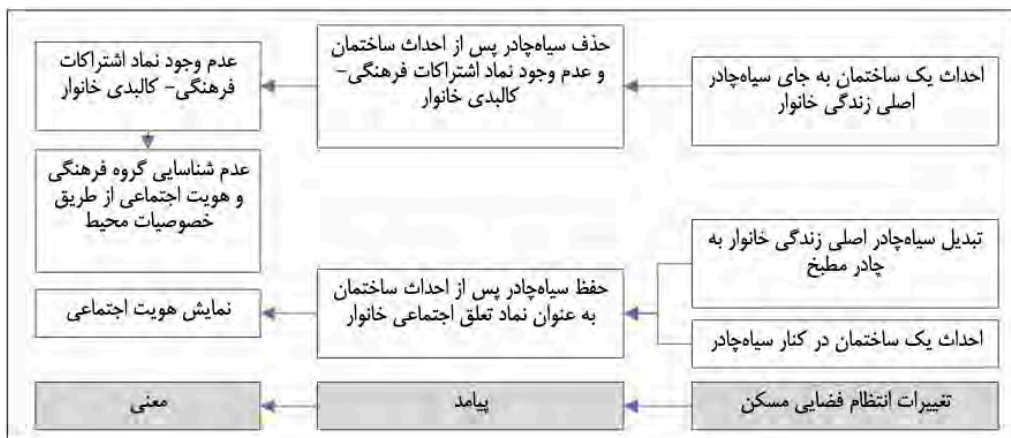 احداث یک ساختمان به جای سیاه‌چادر
اصلی زندگی خانوار
حذف سیاه‌چادر پس از احداث ساختمان
و عدم وجود نماد اشتراکات فرهنگی-
کالبدی خانوار
عدم وجود نماد اشتراکات
فرهنگی- کالبدی خانوار
عدم شناسایی گروه فرهنگی
و هویت اجتماعی از طریق
خصوصیات محیط
تبدیل سیاه‌چادر اصلی زندگی خانوار به
چادر مطبخ
احداث یک ساختمان در کنار سیاه‌چادر
حفظ سیاه‌چادر پس از احداث ساختمان
به عنوان نماد تعلق اجتماعی خانوار
نمایش هویت اجتماعی
تغییرات انتظام فضایی مسکن
پیامد
معنی